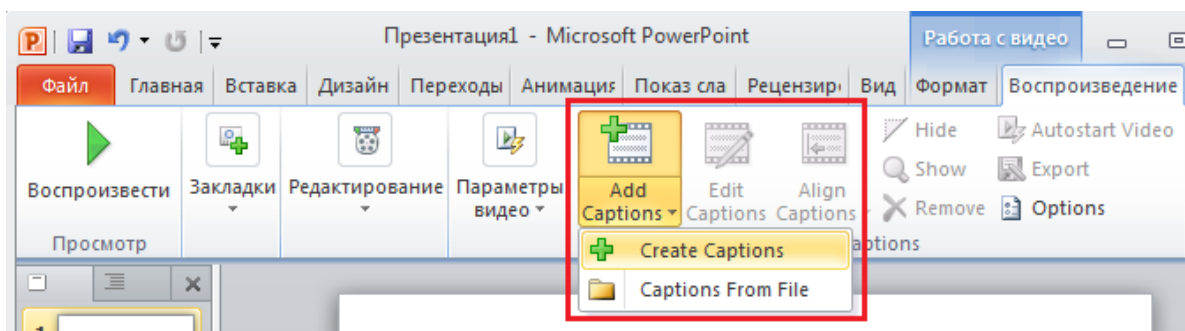 Презентация1 - Microsoft PowerPoint
Работа с видео
Файл Главная Вставка Дизайн Переходы Анимация Показ сла Рецензир Вид Формат Воспроизведение
Воспроизвести
Закладки
Редактирование
Параметры
видео
Add
Captions
Edit
Captions
Align
Captions
Hide
Show
Remove
Autostart Video
Export
Options
Просмотр
aptions
Create Captions
Captions From File
1